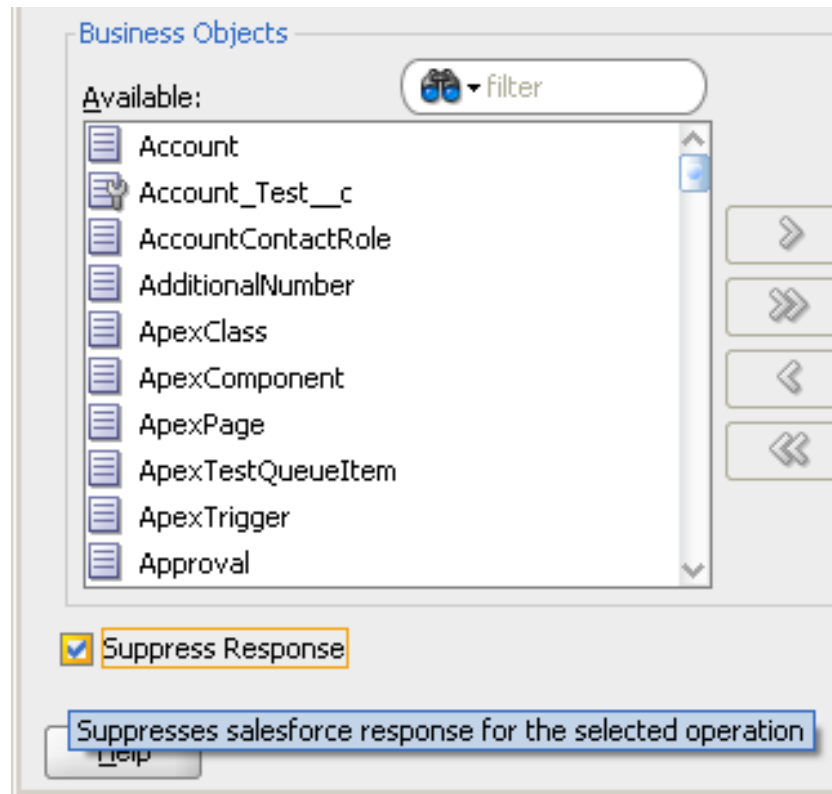 Business Objects
Available:
filter
Account
Account_Test__c
AccountContactRole
AdditionalNumber
ApexClass
ApexComponent
ApexPage
ApexTestQueueItem
ApexTrigger
Approval
Suppress Response
Suppresses salesforce response for the selected operation
Help